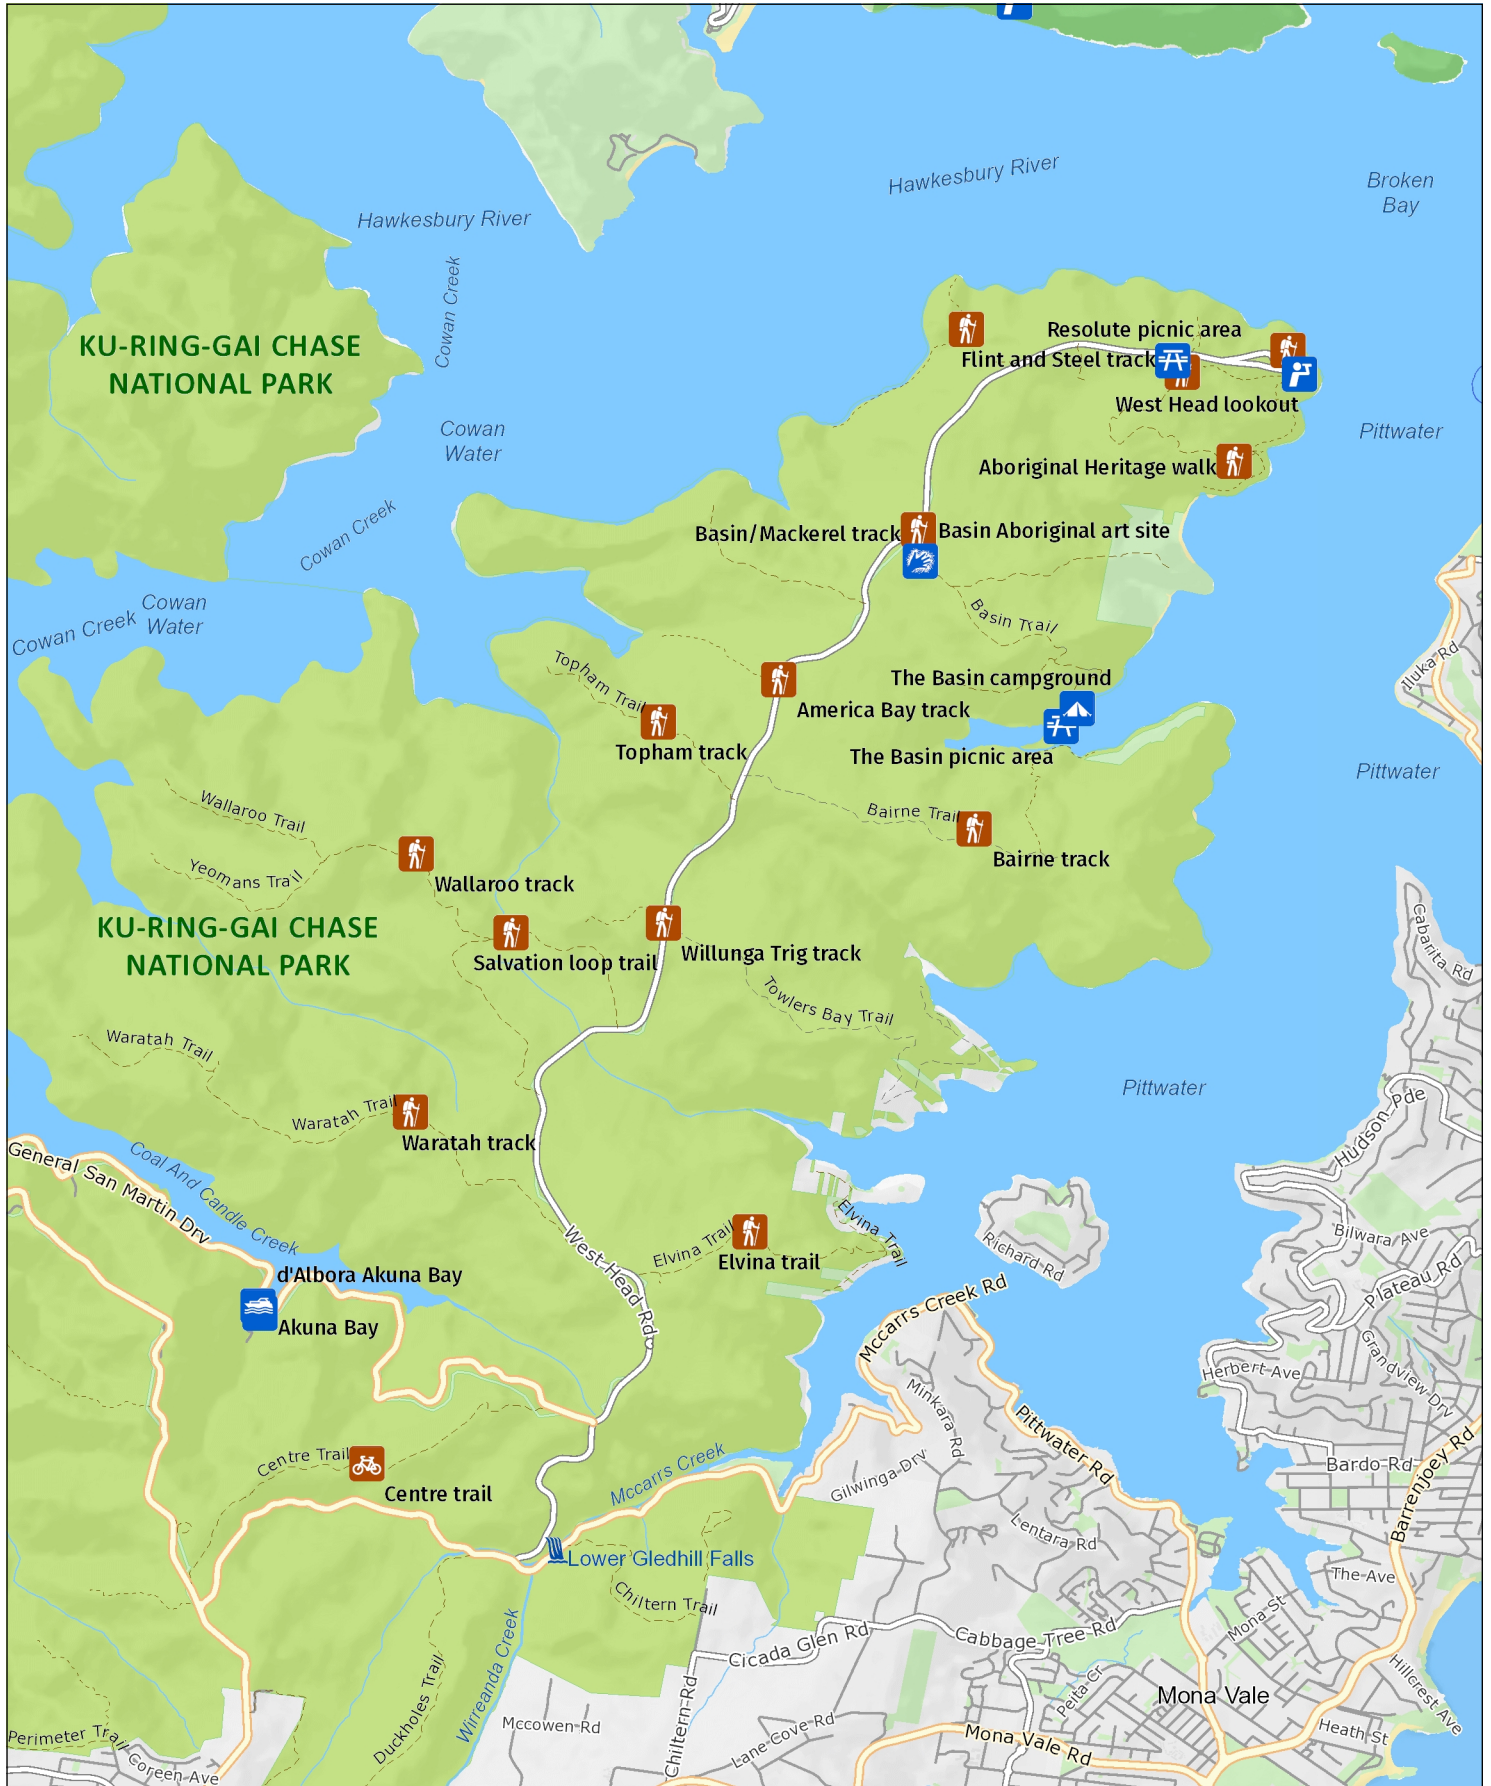 Hawkesbury River
Broken
Bay
Hawkesbury River
Cowan Creek
KU-RING-GAI CHASE
NATIONAL PARK
Resolute picnic area
Flint and Steel track
West Head lookout
Cowan
Water
Pittwater
Aboriginal Heritage walk
Cowan Creek
Basin/Mackerel track
Basin Aboriginal art site
Cowan
Water
Cowan Creek
Basin Trail
Iluka Rd
Topham Trail
The Basin campground
America Bay track
Topham track
The Basin picnic area
Pittwater
Wallaroo Trail
Bairne Trail
Bairne track
Yeomans Trail
Wallaroo track
KU-RING-GAI CHASE
NATIONAL PARK
Salvation loop trail
Willunga Trig track
Cabarita Rd
Towlers Bay Trail
Waratah Trail
Pittwater
Waratah Trail
Waratah track
Hudson Pde
General San Martin Drv
Coal And Candle Creek
Elvina Trail
Elvina Trail
Elvina trail
West Head Rd
Richard Rd
Bilwara Ave
Plateau Rd
d'Albora Akuna Bay
Akuna Bay
Mccarrs Creek Rd
Herbert Ave
Grandview Drv
Minkara Rd
Pittwater Rd
Centre Trail
Centre trail
Mccarrs Creek
Gilwinga Drv
Bardo Rd
Barrenjoey Rd
Lentara Rd
Lower Gledhill Falls
Chiltern Trail
The Ave
Mona St
Cicada Glen Rd
Cabbage Tree Rd
Wirreanda Creek
Duckholes Trail
Chiltern Rd
Peita Cr
Mona Vale
Hillcrest Ave
Mccowen Rd
Lane Cove Rd
Mona Vale Rd
Heath St
Perimeter Trail
Coreen Ave